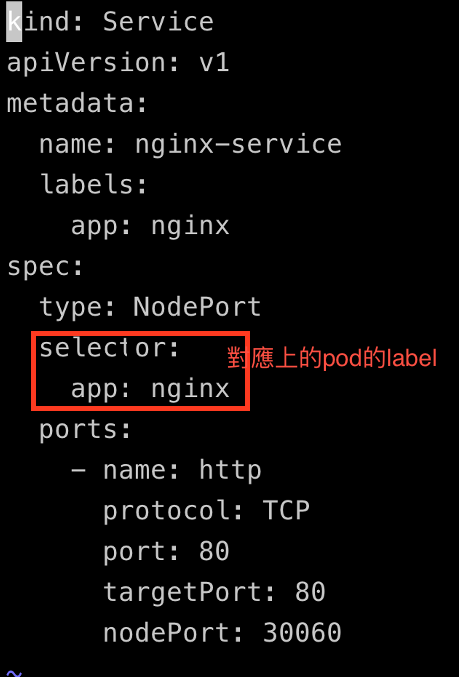 kind: Service
apiVersion: v1
metadata:
  name: nginx-service
  labels:
    app: nginx
spec:
  type: NodePort
  selector:
對應上的pod的label
    app: nginx
  ports:
    - name: http
      protocol: TCP
      port: 80
      targetPort: 80
      nodePort: 30060
~